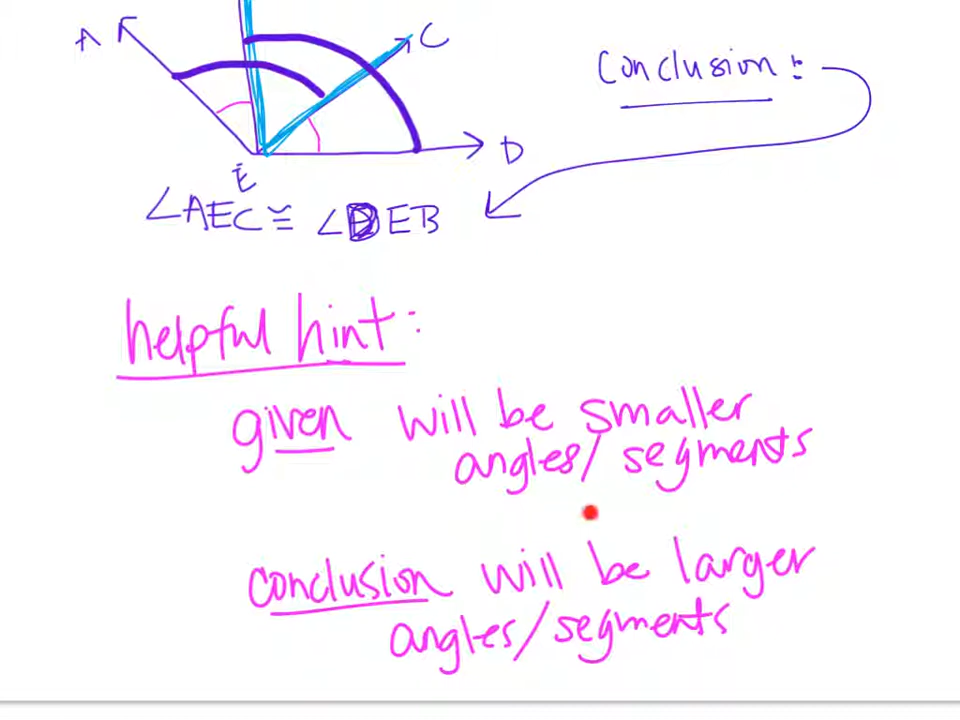 A
C
Conclusion:
D
E
∠AEC ≅ ∠DEB
helpful hint:
given will be smaller
angles/segments
conclusion will be larger
angles/segments